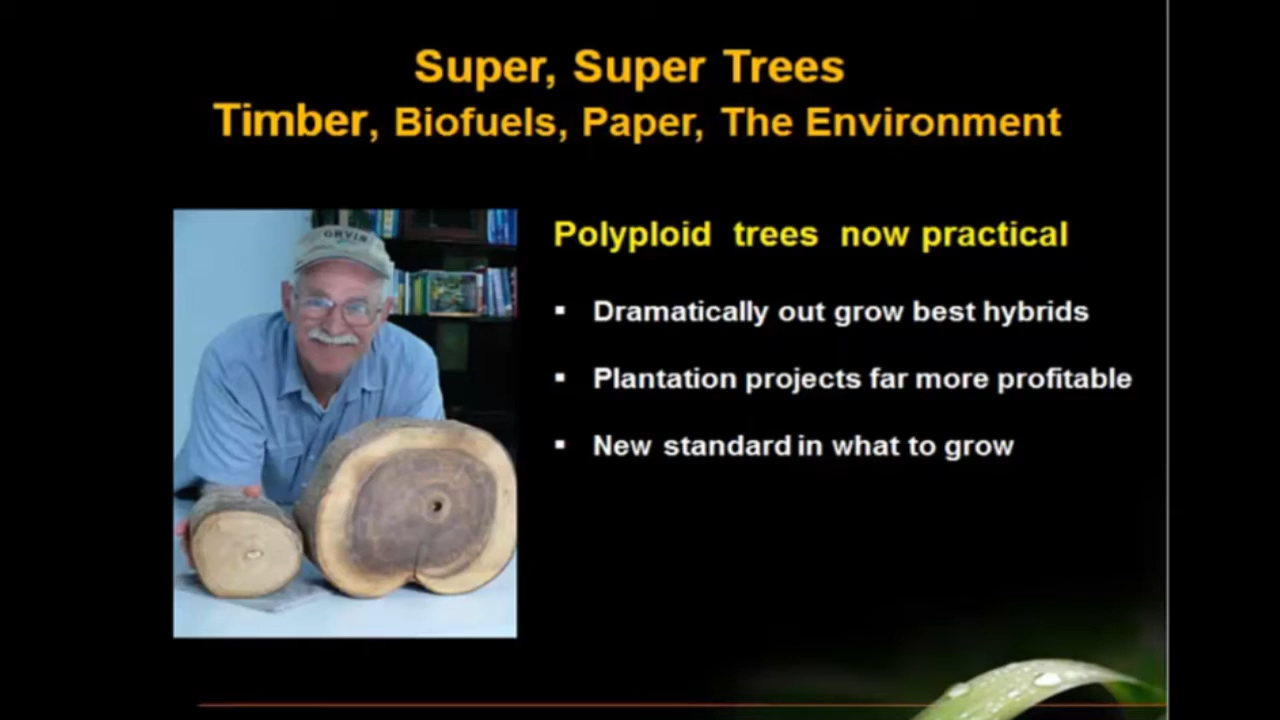 Super, Super Trees
Timber, Biofuels, Paper, The Environment
ORVIS
Polyploid trees now practical
▪ Dramatically out grow best hybrids
▪ Plantation projects far more profitable
▪ New standard in what to grow